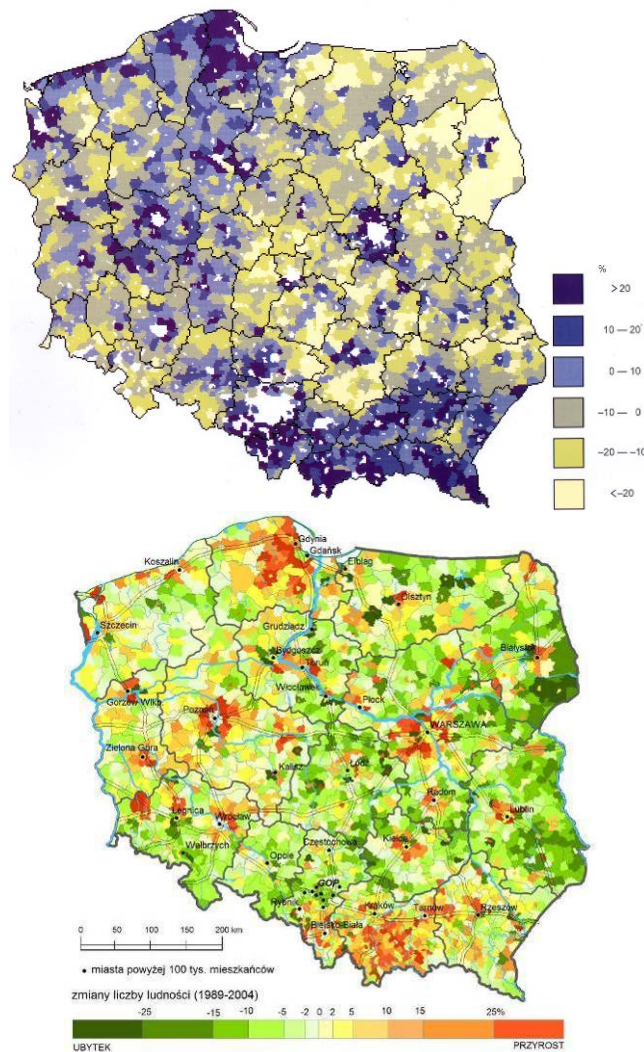 %
>20
10 — 20
0 — 10
−10 — 0
−20 — −10
<−20
Gdynia
Gdańsk
Koszalin
Elbląg
Olsztyn
Szczecin
Grudziądz
Bydgoszcz
Białystok
Toruń
Gorzów Wlkp.
Włocławek
Płock
Poznań
WARSZAWA
Zielona Góra
Kalisz
Łódź
Radom
Legnica
Wrocław
Lublin
Wałbrzych
Częstochowa
Kielce
Opole
GOP
Rybnik
Kraków
Tarnów
Rzeszów
Bielsko-Biała
0 50 100 200 km
• miasta powyżej 100 tys. mieszkańców
zmiany liczby ludności (1989-2004)
-25 -15 -10 -5 -2 0 2 5 10 15 25%
UBYTEK PRZYROST